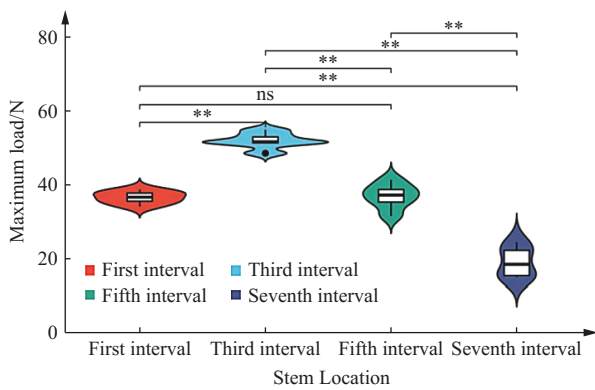 80
60
40
20
0
Maximum load/N
**
**
**
**
ns
**
First interval
Third interval
Fifth interval
Seventh interval
First interval
Third interval
Fifth interval
Seventh interval
Stem Location